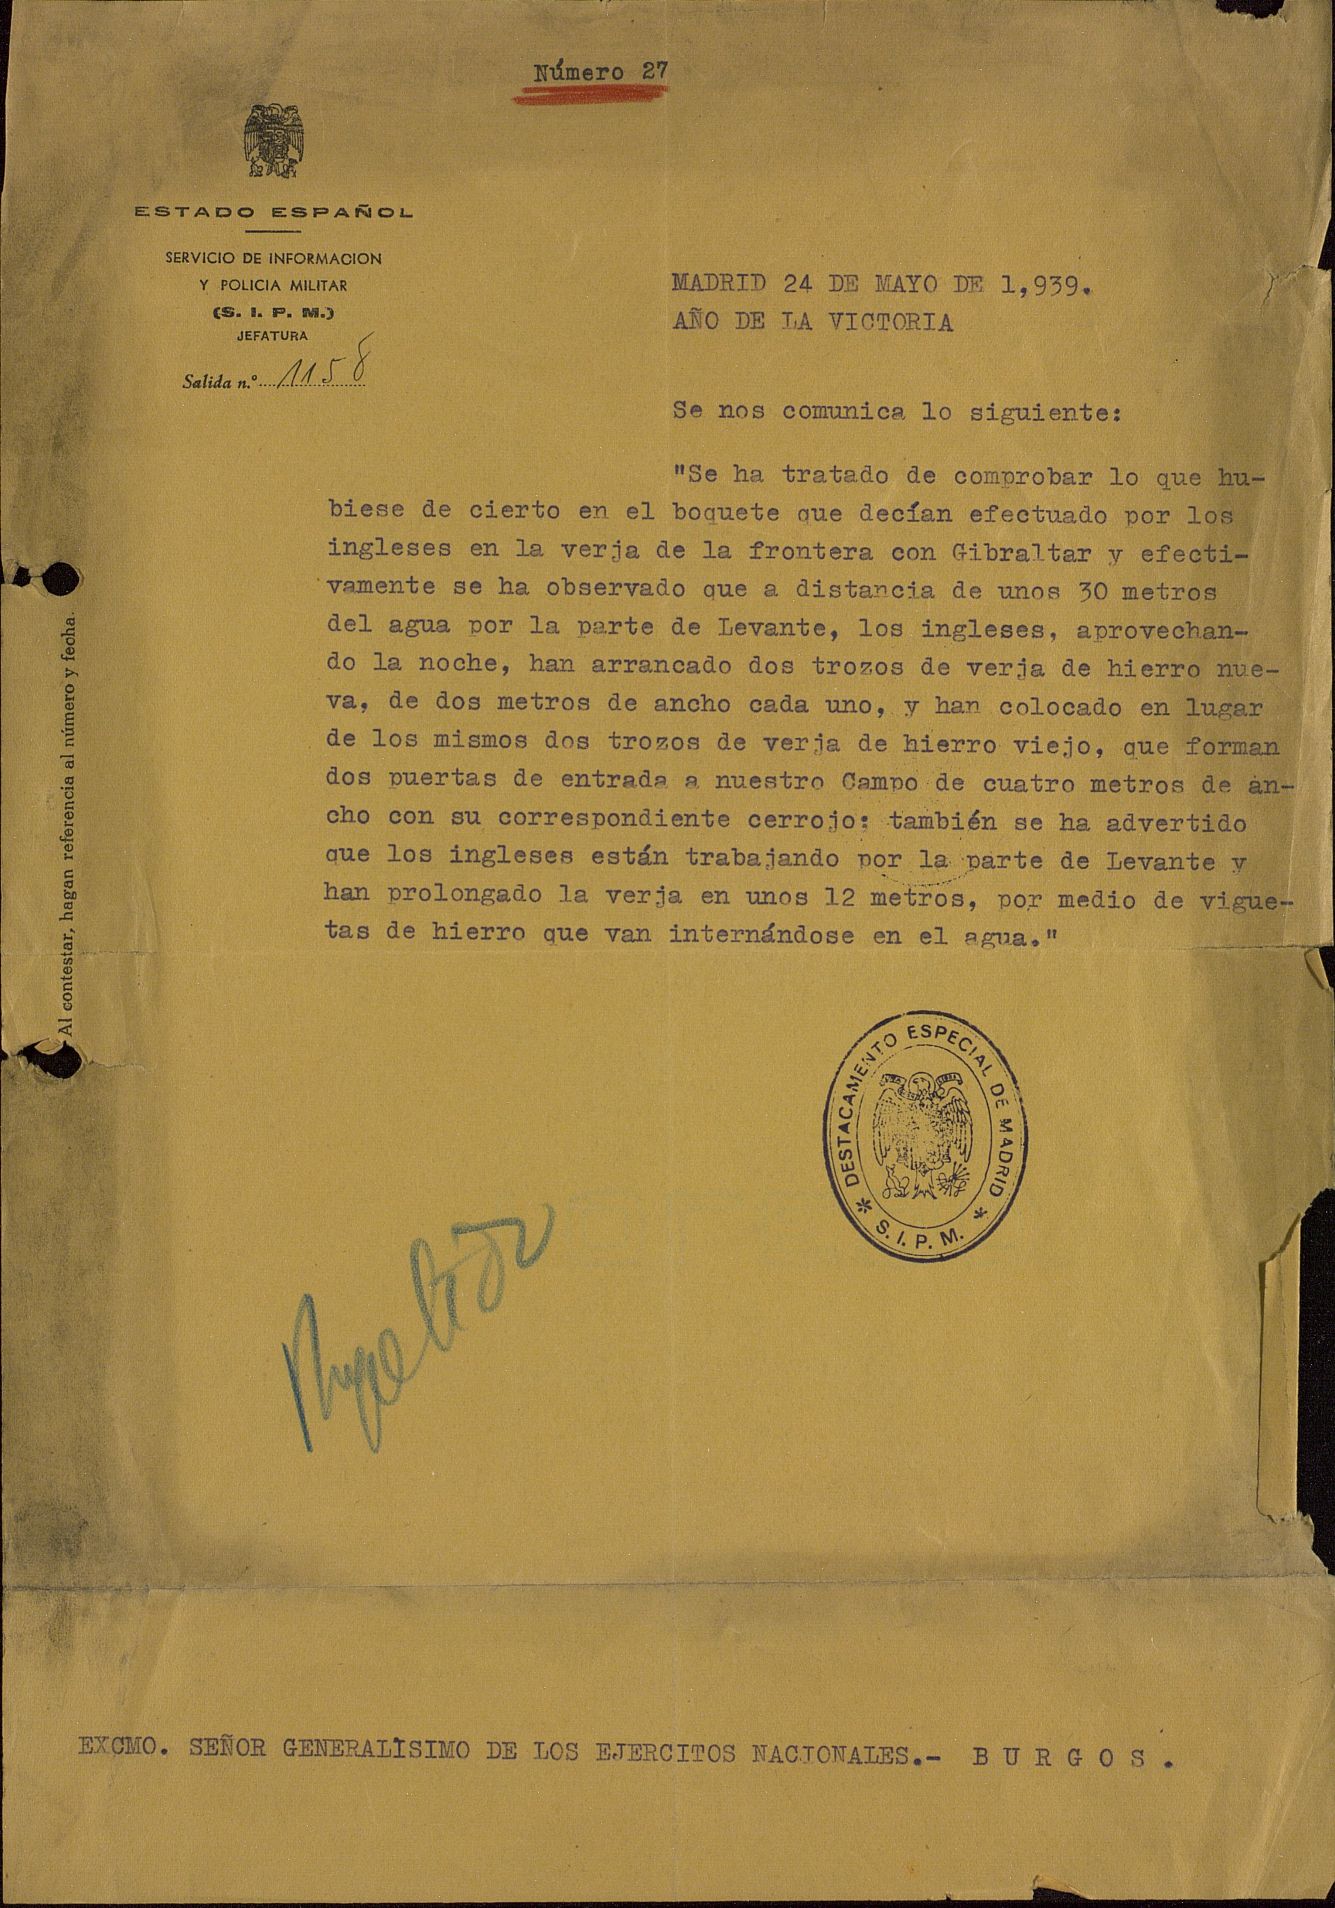 Número 27
ESTADO ESPAÑOL
SERVICIO DE INFORMACION
Y POLICIA MILITAR
(S. I. P. M.)
JEFATURA
Salida n.º 1158
MADRID 24 DE MAYO DE 1,939.
AÑO DE LA VICTORIA
Se nos comunica lo siguiente:
"Se ha tratado de comprobar lo que hu-
biese de cierto en el boquete que decían efectuado por los
ingleses en la verja de la frontera con Gibraltar y efecti-
vamente se ha observado que a distancia de unos 30 metros
del agua por la parte de Levante, los ingleses, aprovechan-
do la noche, han arrancado dos trozos de verja de hierro nue-
va, de dos metros de ancho cada uno, y han colocado en lugar
de los mismos dos trozos de verja de hierro viejo, que forman
dos puertas de entrada a nuestro Campo de cuatro metros de an-
cho con su correspondiente cerrojo: también se ha advertido
que los ingleses están trabajando por la parte de Levante y
han prolongado la verja en unos 12 metros, por medio de vigue-
tas de hierro que van internándose en el agua."
Al contestar, hagan referencia al número y fecha.
DESTACAMENTO ESPECIAL DE MADRID
* S. I. P. M. *
EXCMO. SEÑOR GENERALISIMO DE LOS EJERCITOS NACIONALES.- B U R G O S .